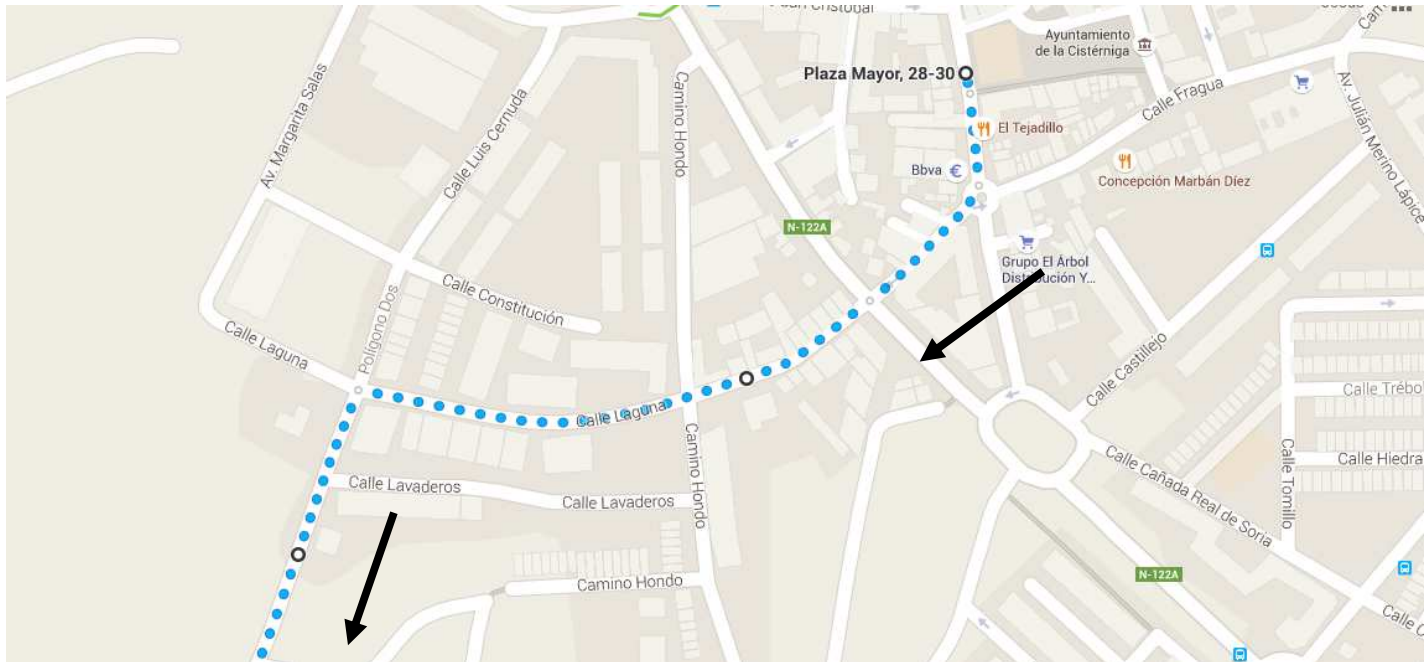 Ayuntamiento
de la Cistérniga
Plaza Mayor, 28-30
El Tejadillo
Bbva €
Calle Fragua
Concepción Marbán Díez
Av. Julián Merino Lápice
Av. Margarita Salas
Calle Luis Cernuda
Camino Hondo
N-122A
Grupo El Árbol
Distribución Y...
Calle Constitución
Polígono Dos
Calle Laguna
Calle Laguna
Calle Castillejo
Calle Trébol
Calle Hiedra
Calle Tomillo
Calle Cañada Real de Soria
Calle Lavaderos
Calle Lavaderos
Camino Hondo
Camino Hondo
N-122A
Calle